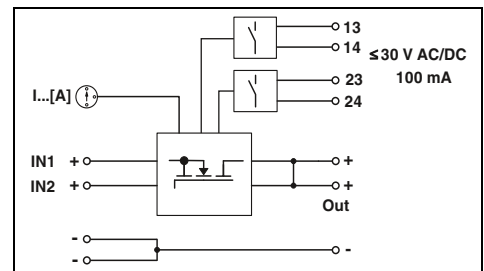 13
14
≤ 30 V AC/DC
100 mA
23
24
I...[A]
IN1 +
IN2 +
+
+
Out
-
-
-